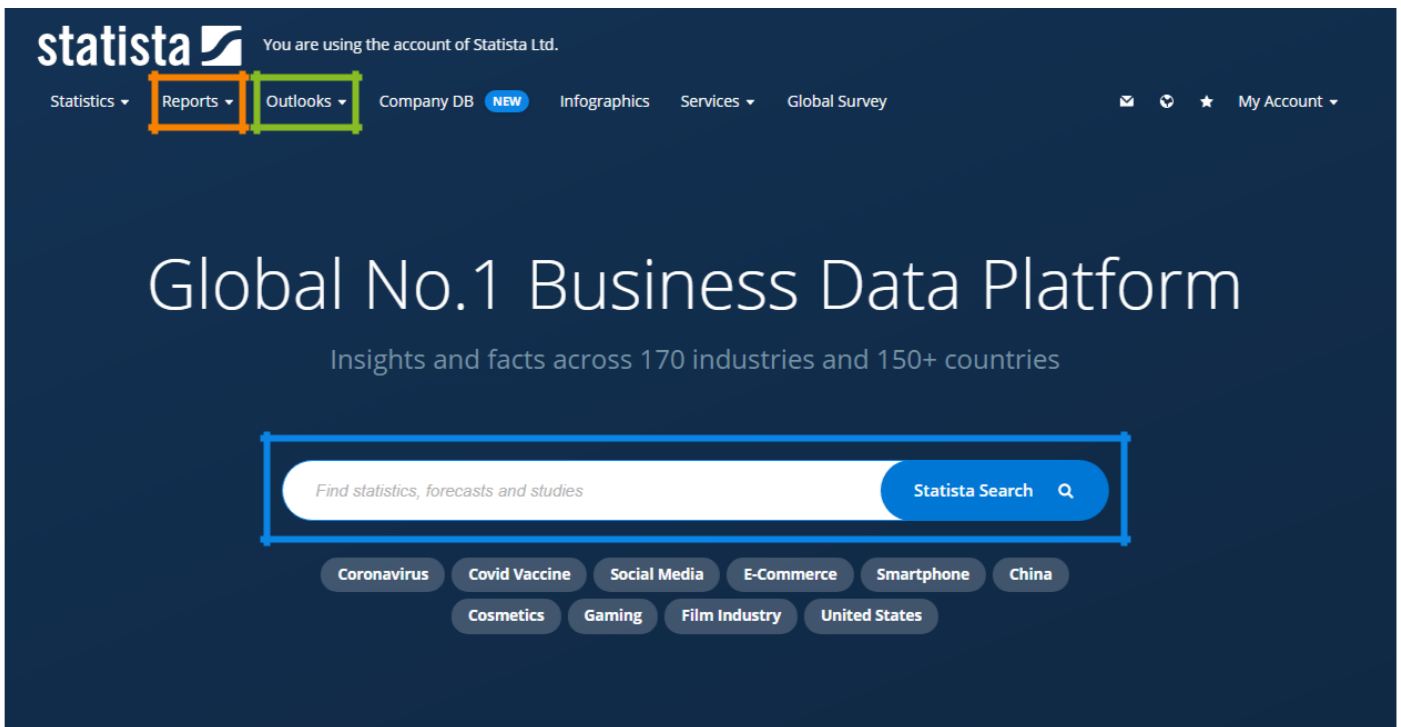 statista You are using the account of Statista Ltd.
Statistics Reports Outlooks Company DB NEW Infographics Services Global Survey My Account
Global No.1 Business Data Platform
Insights and facts across 170 industries and 150+ countries
Find statistics, forecasts and studies Statista Search
Coronavirus Covid Vaccine Social Media E-Commerce Smartphone China
Cosmetics Gaming Film Industry United States